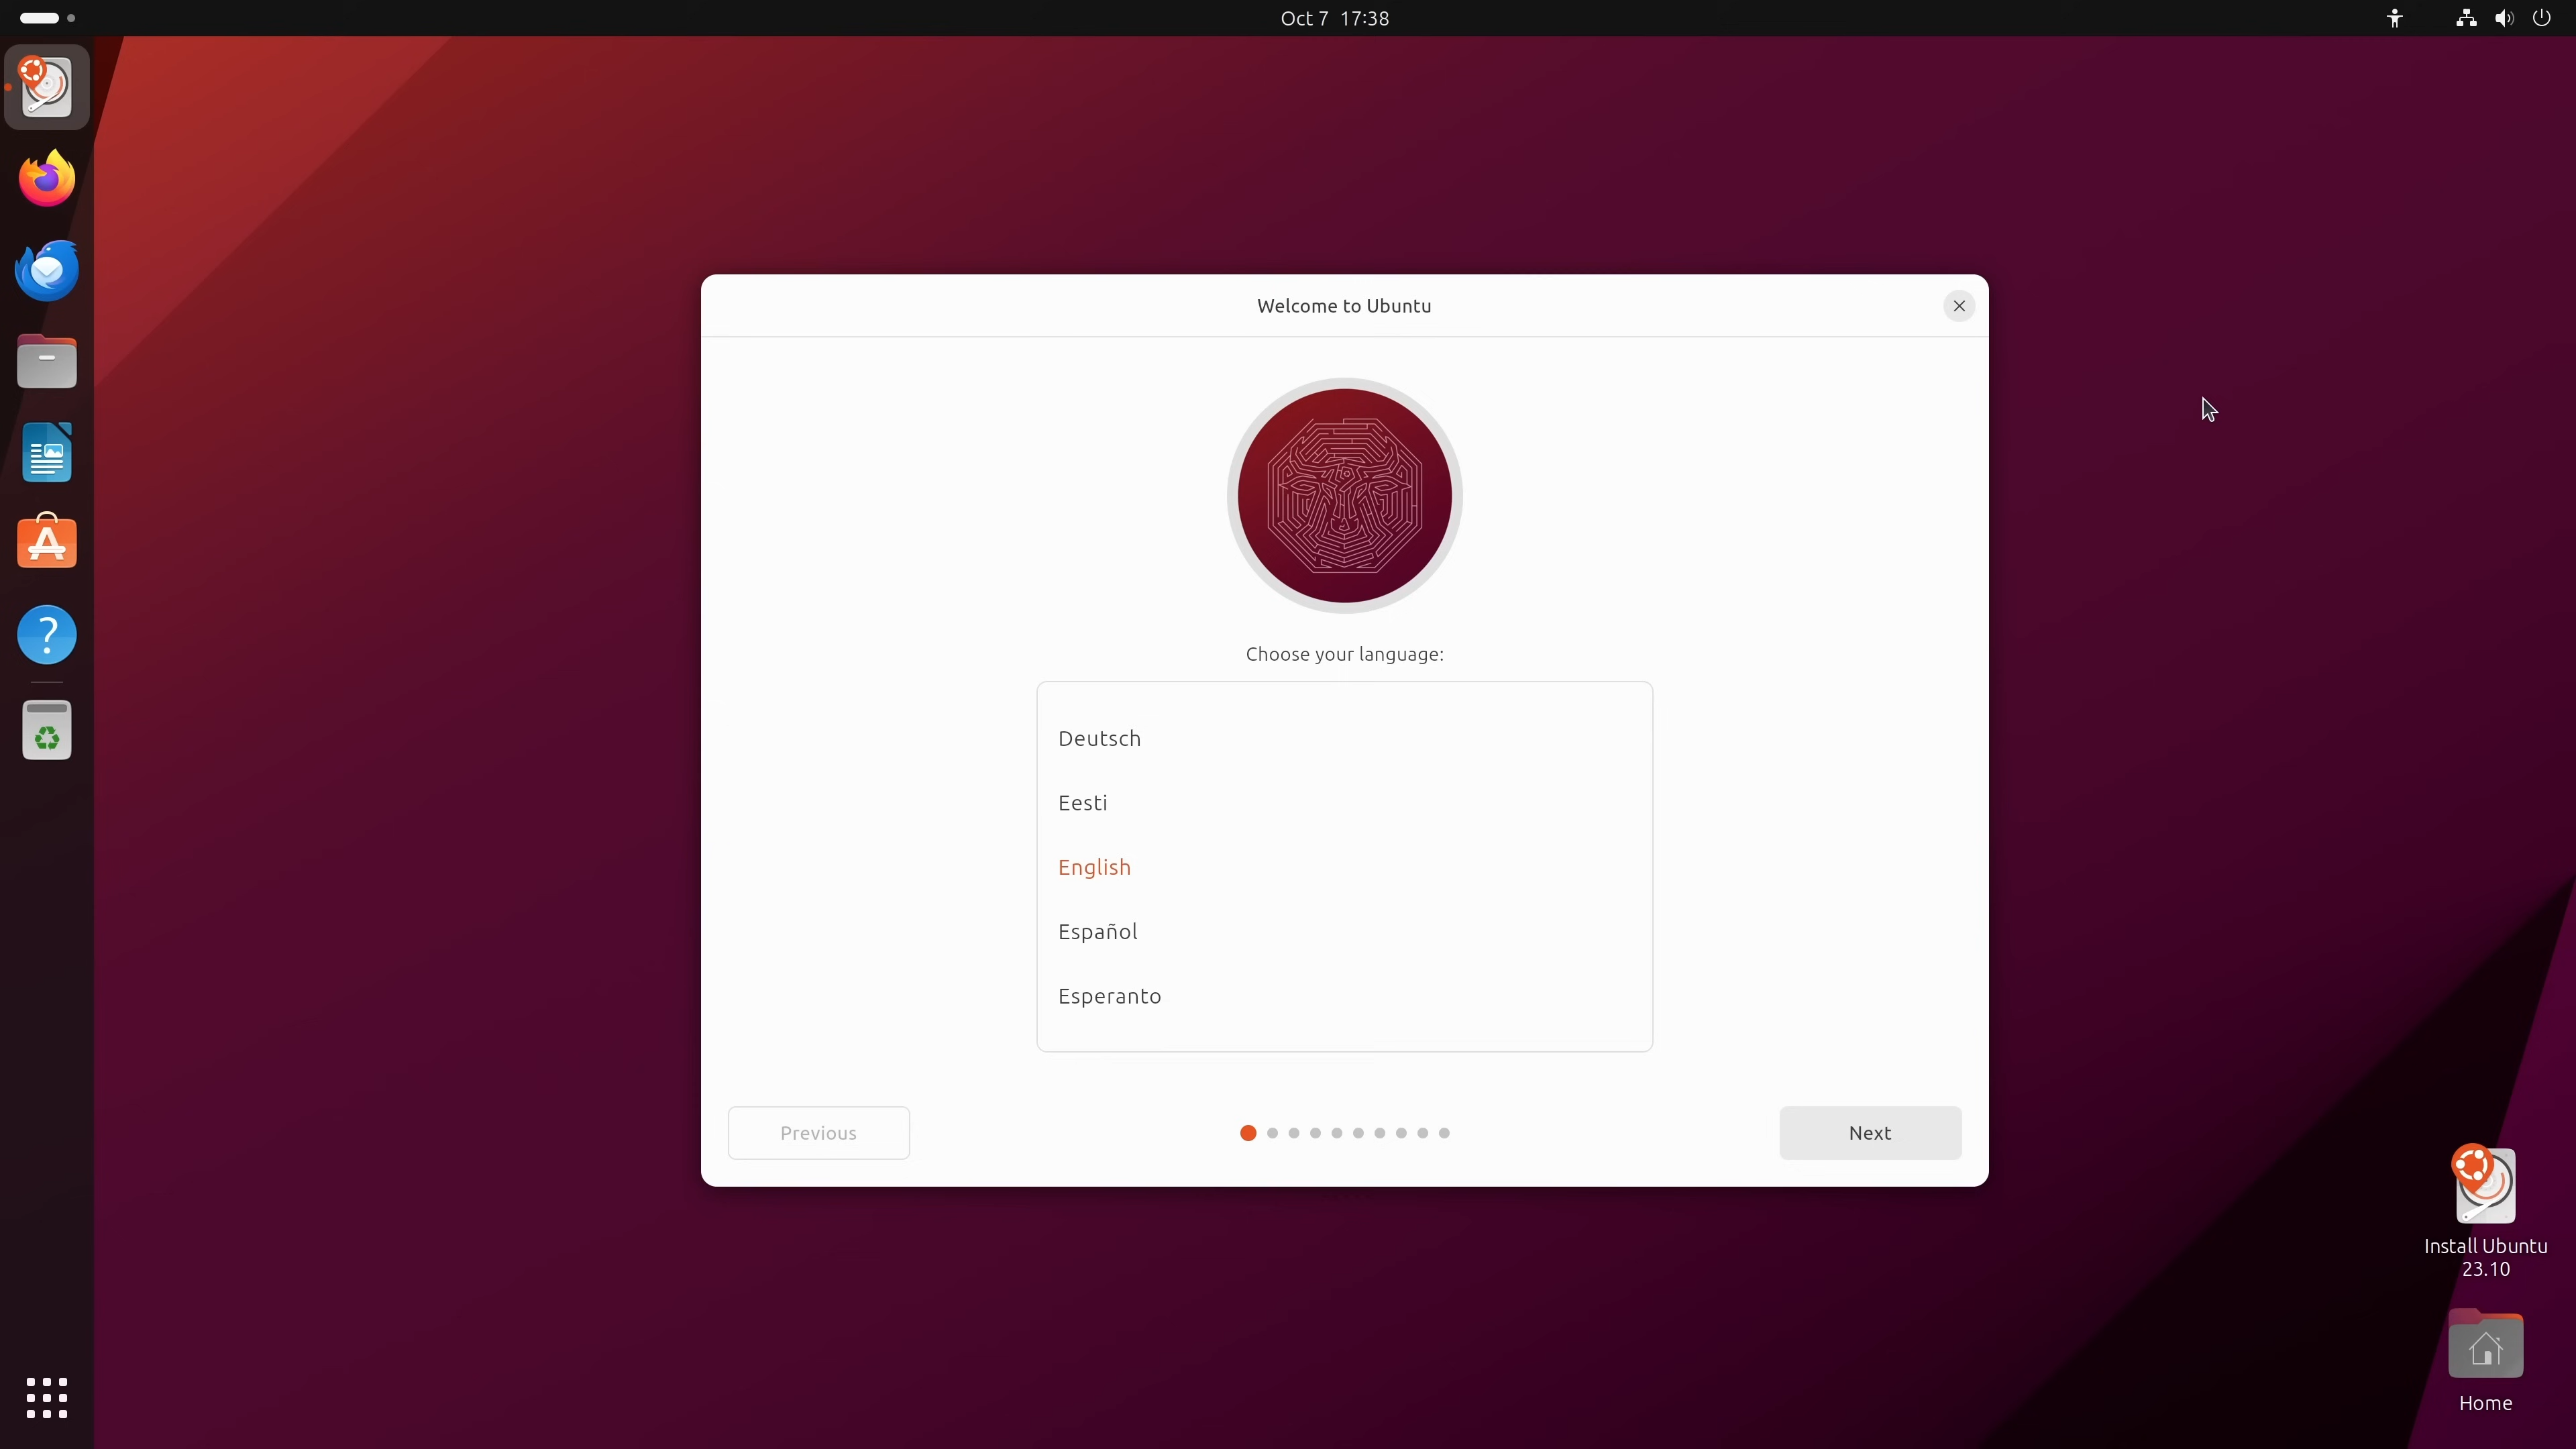 Oct 7 17:38
Welcome to Ubuntu
Choose your language:
Deutsch
Eesti
English
Español
Esperanto
Previous
Next
Install Ubuntu
23.10
Home